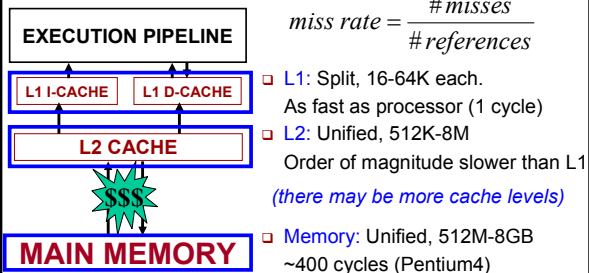 EXECUTION PIPELINE
L1 I-CACHE
L1 D-CACHE
L2 CACHE
$$$
MAIN MEMORY
miss rate = # misses / # references
L1: Split, 16-64K each.
As fast as processor (1 cycle)
L2: Unified, 512K-8M
Order of magnitude slower than L1
(there may be more cache levels)
Memory: Unified, 512M-8GB
~400 cycles (Pentium4)